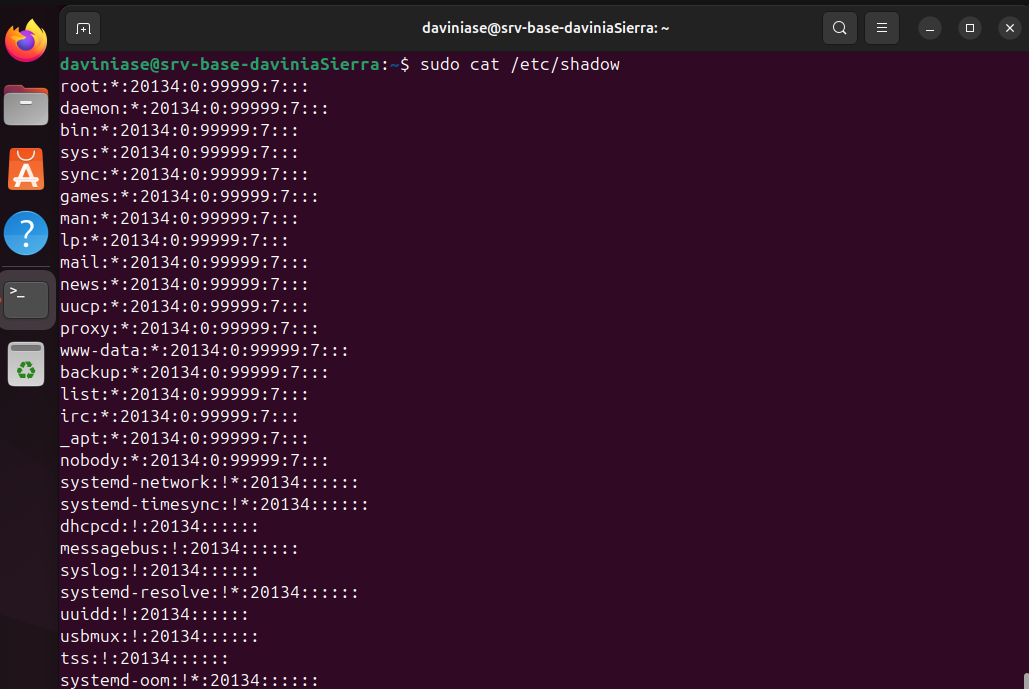 daviniase@srv-base-daviniaSierra: ~
daviniase@srv-base-daviniaSierra:~$ sudo cat /etc/shadow
root:*:20134:0:99999:7:::
daemon:*:20134:0:99999:7:::
bin:*:20134:0:99999:7:::
sys:*:20134:0:99999:7:::
sync:*:20134:0:99999:7:::
games:*:20134:0:99999:7:::
man:*:20134:0:99999:7:::
lp:*:20134:0:99999:7:::
mail:*:20134:0:99999:7:::
news:*:20134:0:99999:7:::
uucp:*:20134:0:99999:7:::
proxy:*:20134:0:99999:7:::
www-data:*:20134:0:99999:7:::
backup:*:20134:0:99999:7:::
list:*:20134:0:99999:7:::
irc:*:20134:0:99999:7:::
_apt:*:20134:0:99999:7:::
nobody:*:20134:0:99999:7:::
systemd-network:!*:20134::::::
systemd-timesync:!*:20134::::::
dhcpcd:!:20134::::::
messagebus:!:20134::::::
syslog:!:20134::::::
systemd-resolve:!*:20134::::::
uuidd:!:20134::::::
usbmux:!:20134::::::
tss:!:20134::::::
systemd-oom:!*:20134::::::